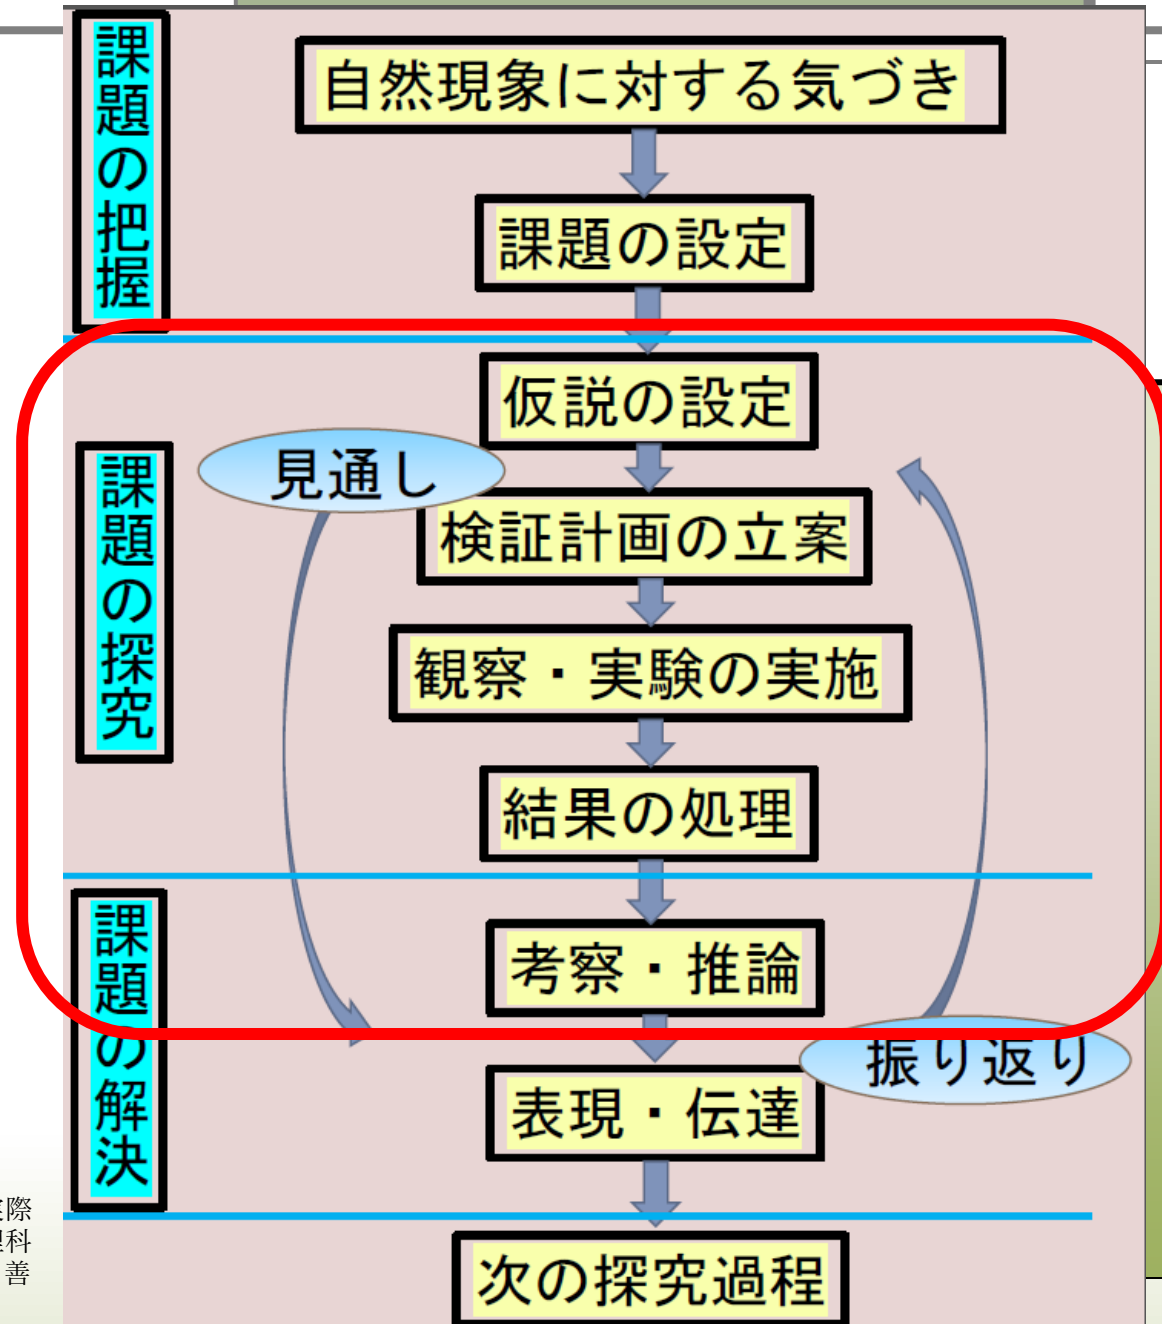 課題の把握
自然現象に対する気づき
課題の設定
仮説の設定
見通し
検証計画の立案
課題の探究
観察・実験の実施
結果の処理
課題の解決
考察・推論
振り返り
表現・伝達
次の探究過程
際
科
善